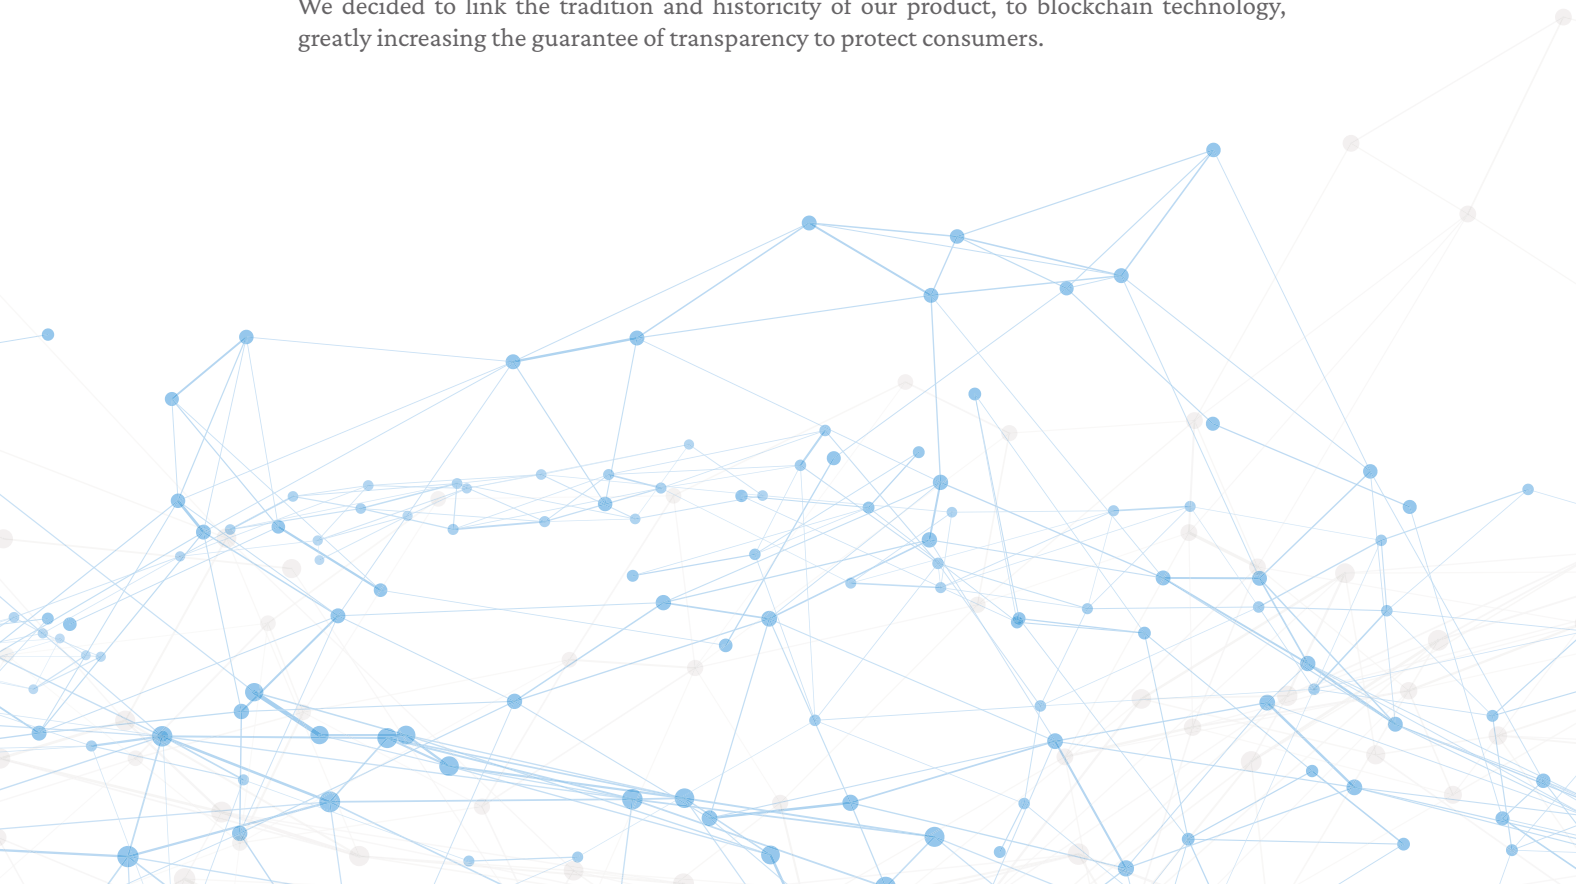 We decided to link the tradition and historicity of our product, to blockchain technology,
greatly increasing the guarantee of transparency to protect consumers.